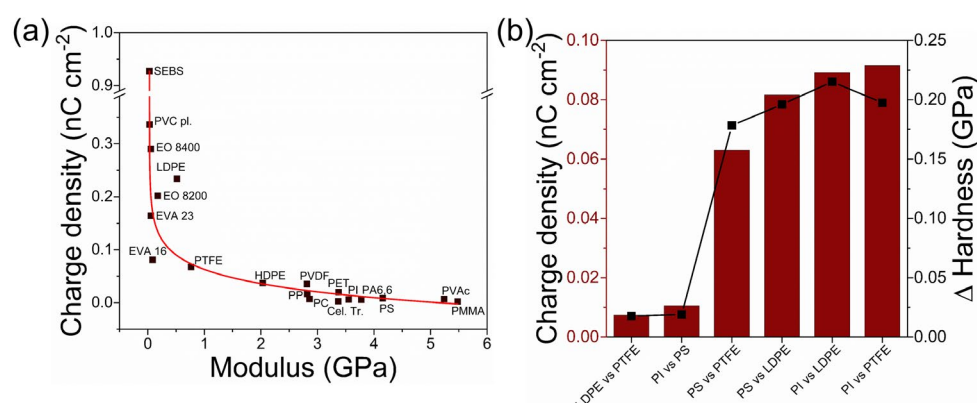 (a)
1.0
0.9
0.3
0.2
0.1
0.0
Charge density (nC cm⁻²)
SEBS
PVC pl.
EO 8400
LDPE
EO 8200
EVA 23
EVA 16
PTFE
HDPE
PVDF
PP
PC
PET
Cel. Tr.
PI
PA6.6
PS
PVAc
PMMA
0 1 2 3 4 5 6
Modulus (GPa)
(b)
0.10
0.08
0.06
0.04
0.02
0.00
Charge density (nC cm⁻²)
0.25
0.20
0.15
0.10
0.05
0.00
Δ Hardness (GPa)
LDPE vs PTFE
PI vs PS
PS vs PTFE
PS vs LDPE
PI vs LDPE
PI vs PTFE